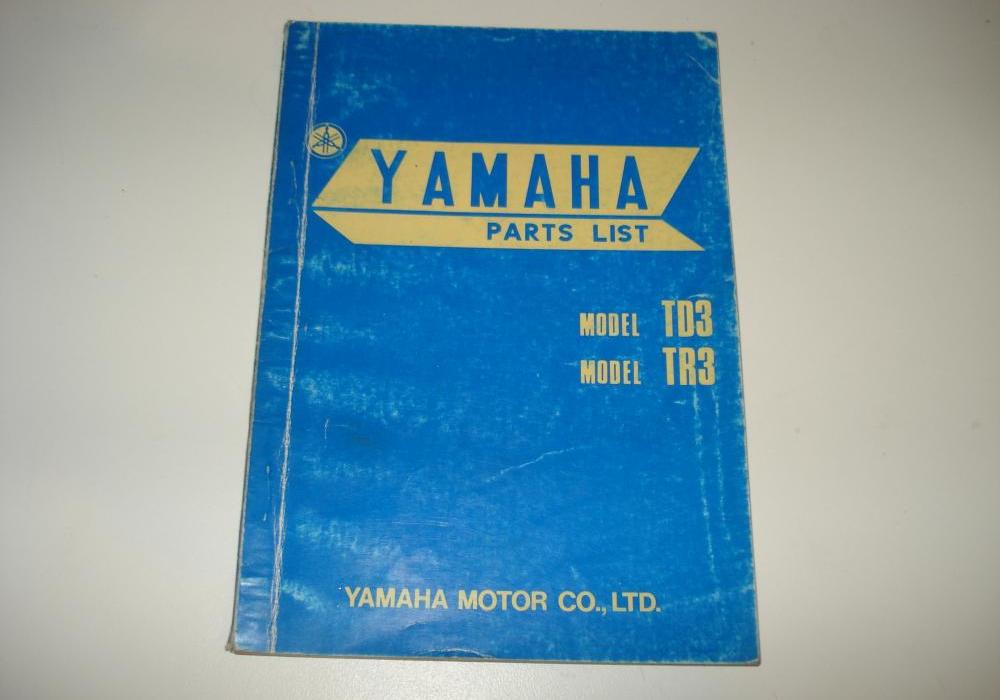 YAMAHA
PARTS LIST
MODEL TD3
MODEL TR3
YAMAHA MOTOR CO., LTD.